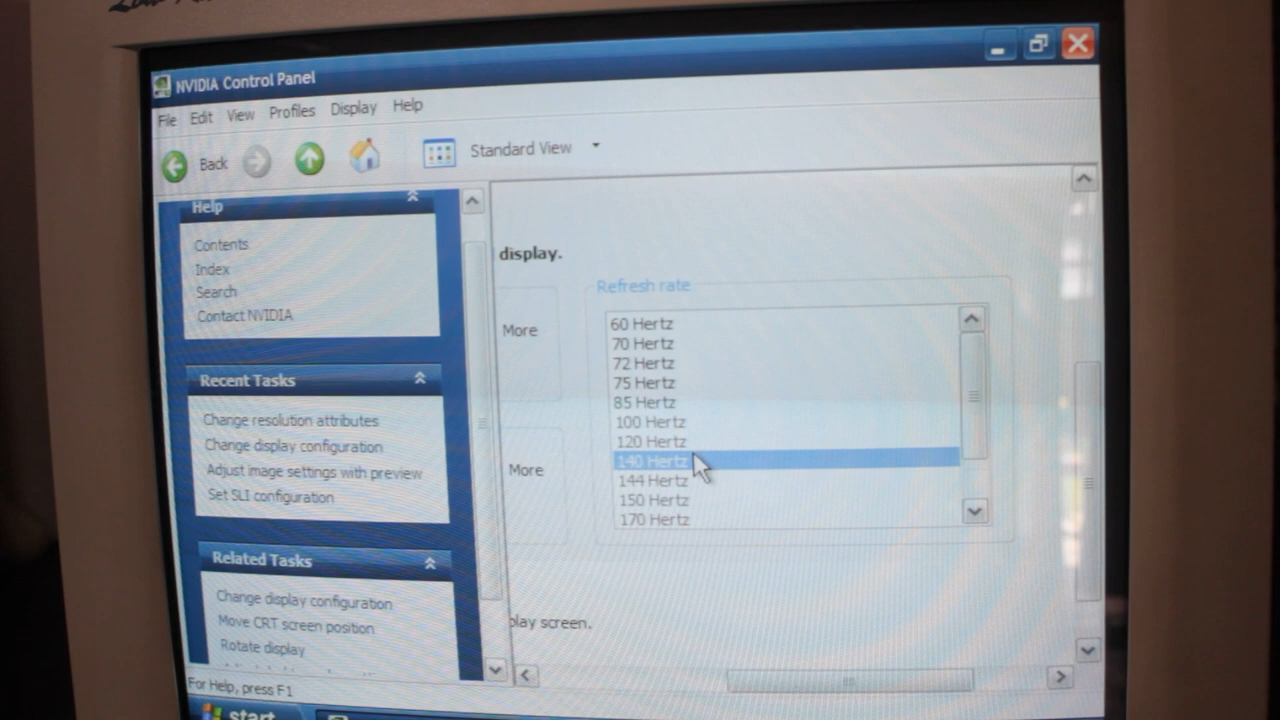 NVIDIA Control Panel
File Edit View Profiles Display Help
Back
Standard View
Help
Contents
Index
Search
Contact NVIDIA
Recent Tasks
Change resolution attributes
Change display configuration
Adjust image settings with preview
Set SLI configuration
Related Tasks
Change display configuration
Move CRT screen position
Rotate display
display.
More
More
Refresh rate
60 Hertz
70 Hertz
72 Hertz
75 Hertz
85 Hertz
100 Hertz
120 Hertz
140 Hertz
144 Hertz
150 Hertz
170 Hertz
play screen.
For Help, press F1
start